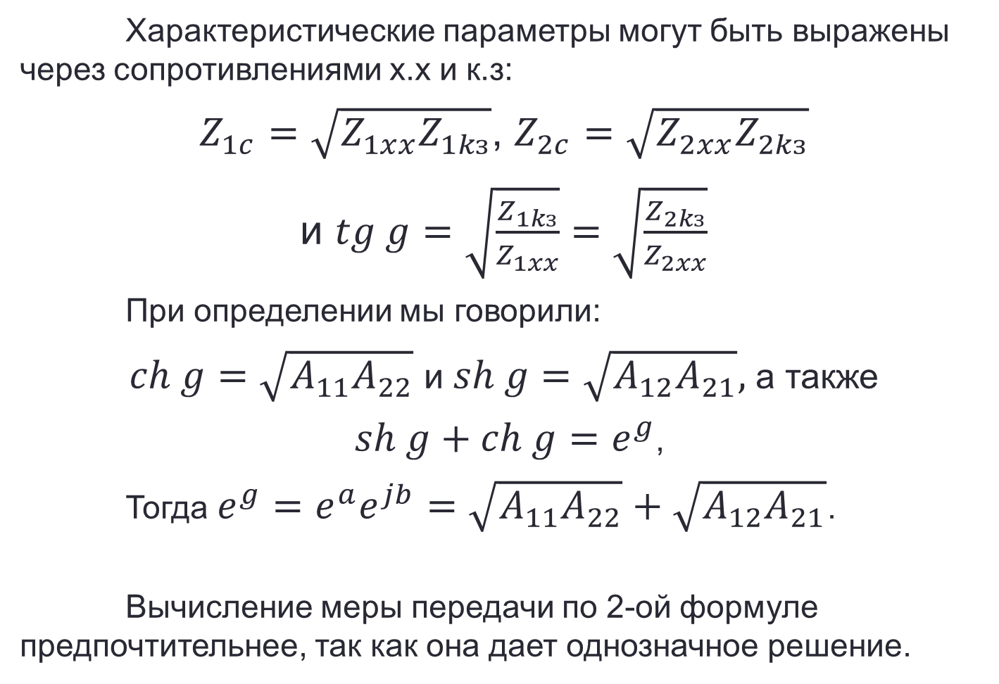 Характеристические параметры могут быть выражены
через сопротивлениями х.х и к.з:
$Z_{1c} = \sqrt{Z_{1xx}Z_{1kз}}$, $Z_{2c} = \sqrt{Z_{2xx}Z_{2kз}}$
и $tg\ g = \sqrt{\frac{Z_{1kз}}{Z_{1xx}}} = \sqrt{\frac{Z_{2kз}}{Z_{2xx}}}$
При определении мы говорили:
$ch\ g = \sqrt{A_{11}A_{22}}$ и $sh\ g = \sqrt{A_{12}A_{21}}$, а также
$sh\ g + ch\ g = e^g$,
Тогда $e^g = e^a e^{jb} = \sqrt{A_{11}A_{22}} + \sqrt{A_{12}A_{21}}$.
Вычисление меры передачи по 2-ой формуле
предпочтительнее, так как она дает однозначное решение.